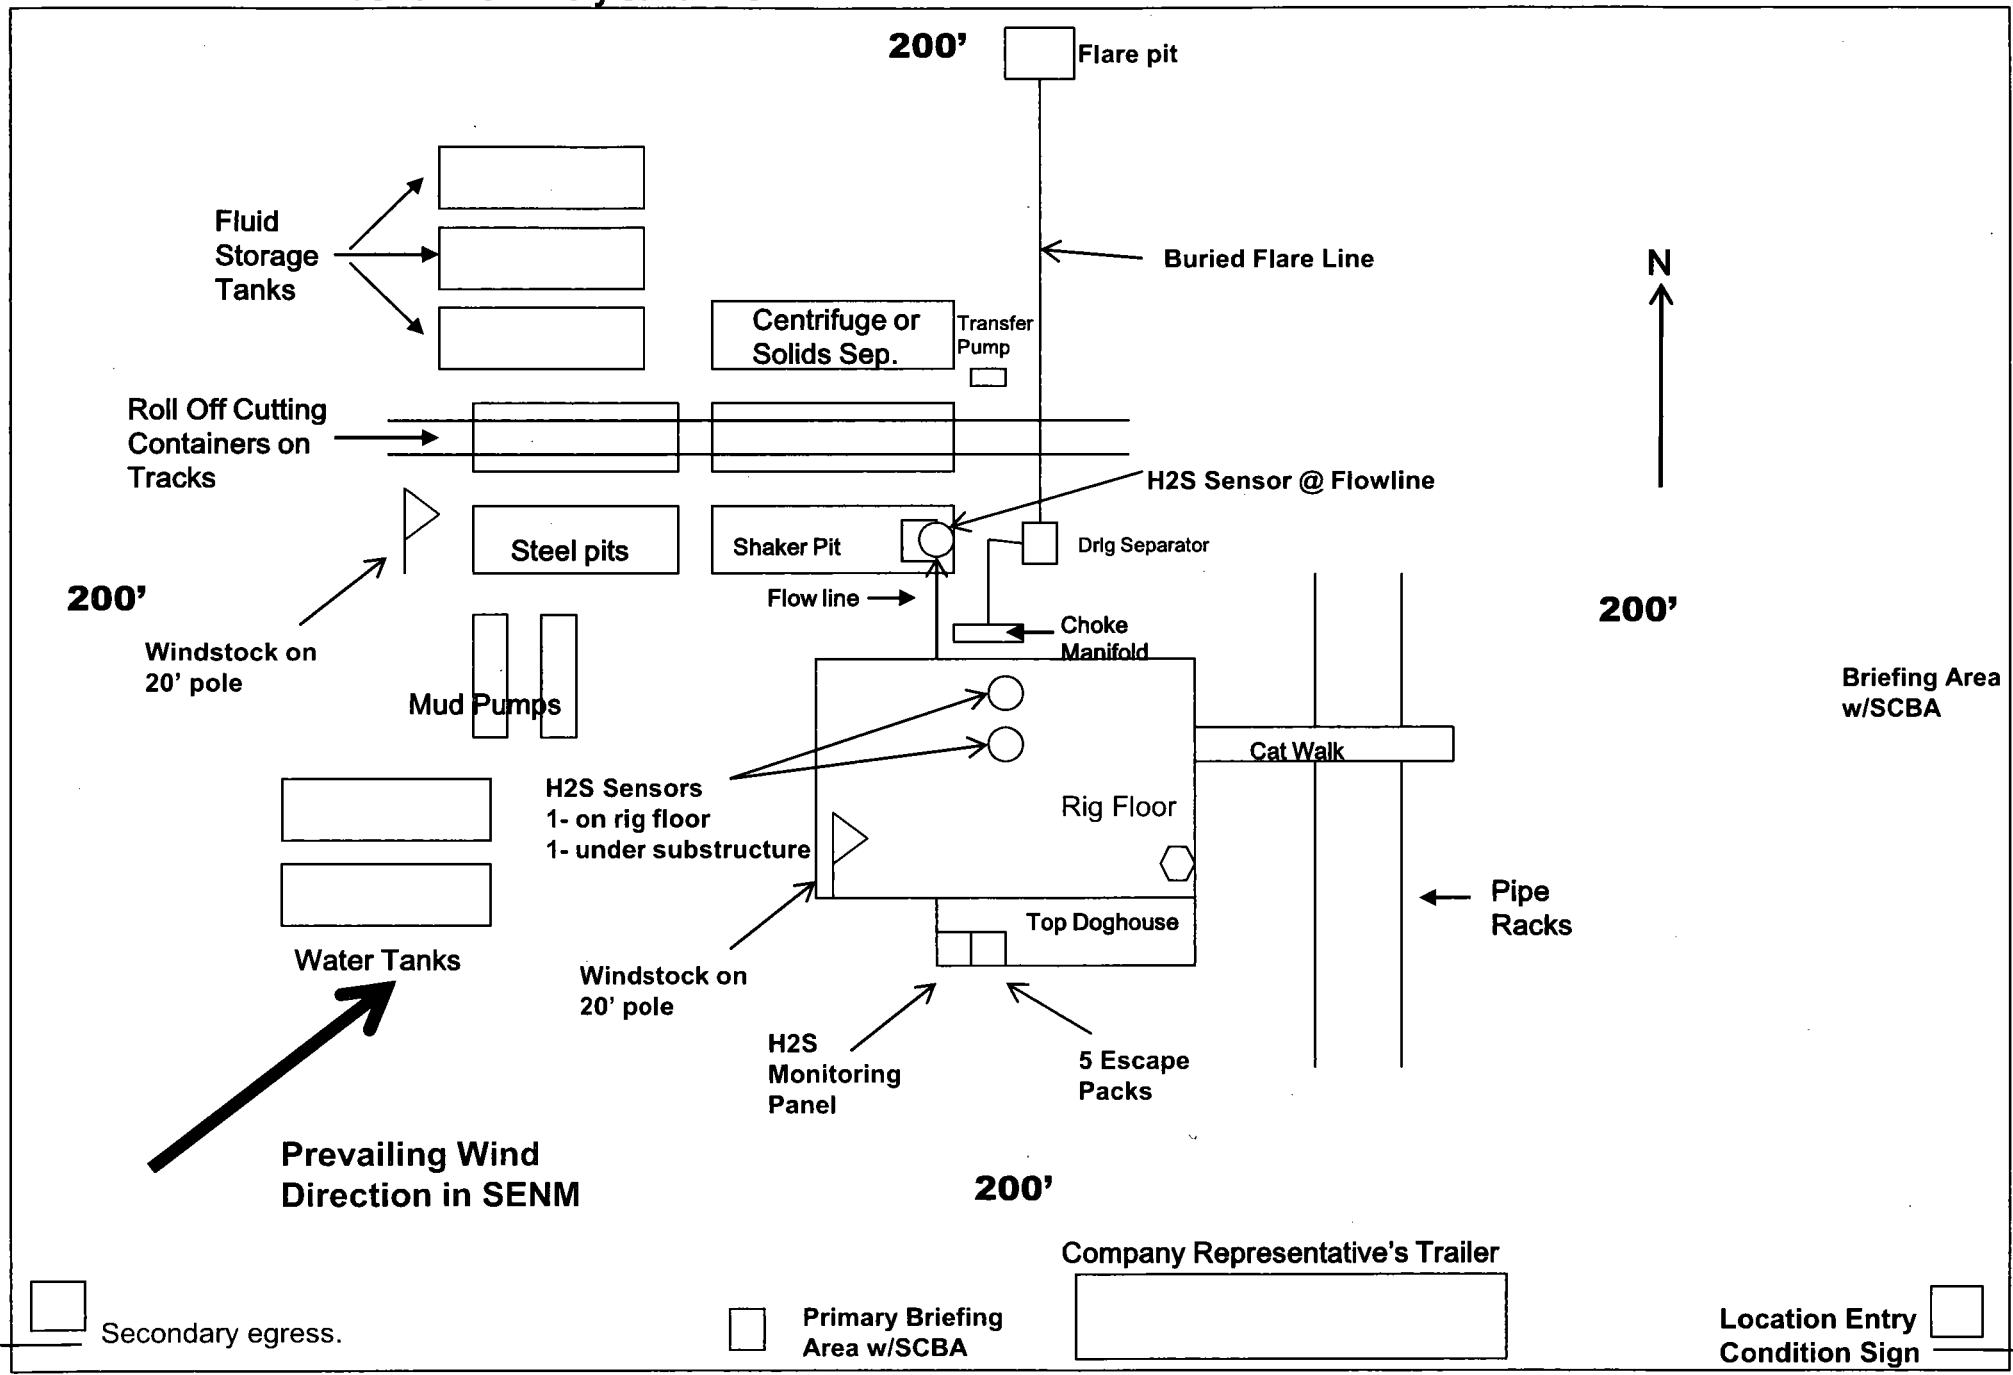 200'
Flare pit
Fluid
Storage
Tanks
Buried Flare Line
N
Centrifuge or
Solids Sep.
Transfer
Pump
Roll Off Cutting
Containers on
Tracks
H2S Sensor @ Flowline
Steel pits
Shaker Pit
Drlg Separator
200'
Flow line
200'
Choke
Manifold
Windstock on
20' pole
Mud Pumps
Briefing Area
w/SCBA
Cat Walk
H2S Sensors
1- on rig floor
1- under substructure
Rig Floor
Pipe
Racks
Top Doghouse
Water Tanks
Windstock on
20' pole
H2S
Monitoring
Panel
5 Escape
Packs
Prevailing Wind
Direction in SENM
200'
Company Representative's Trailer
Secondary egress.
Primary Briefing
Area w/SCBA
Location Entry
Condition Sign